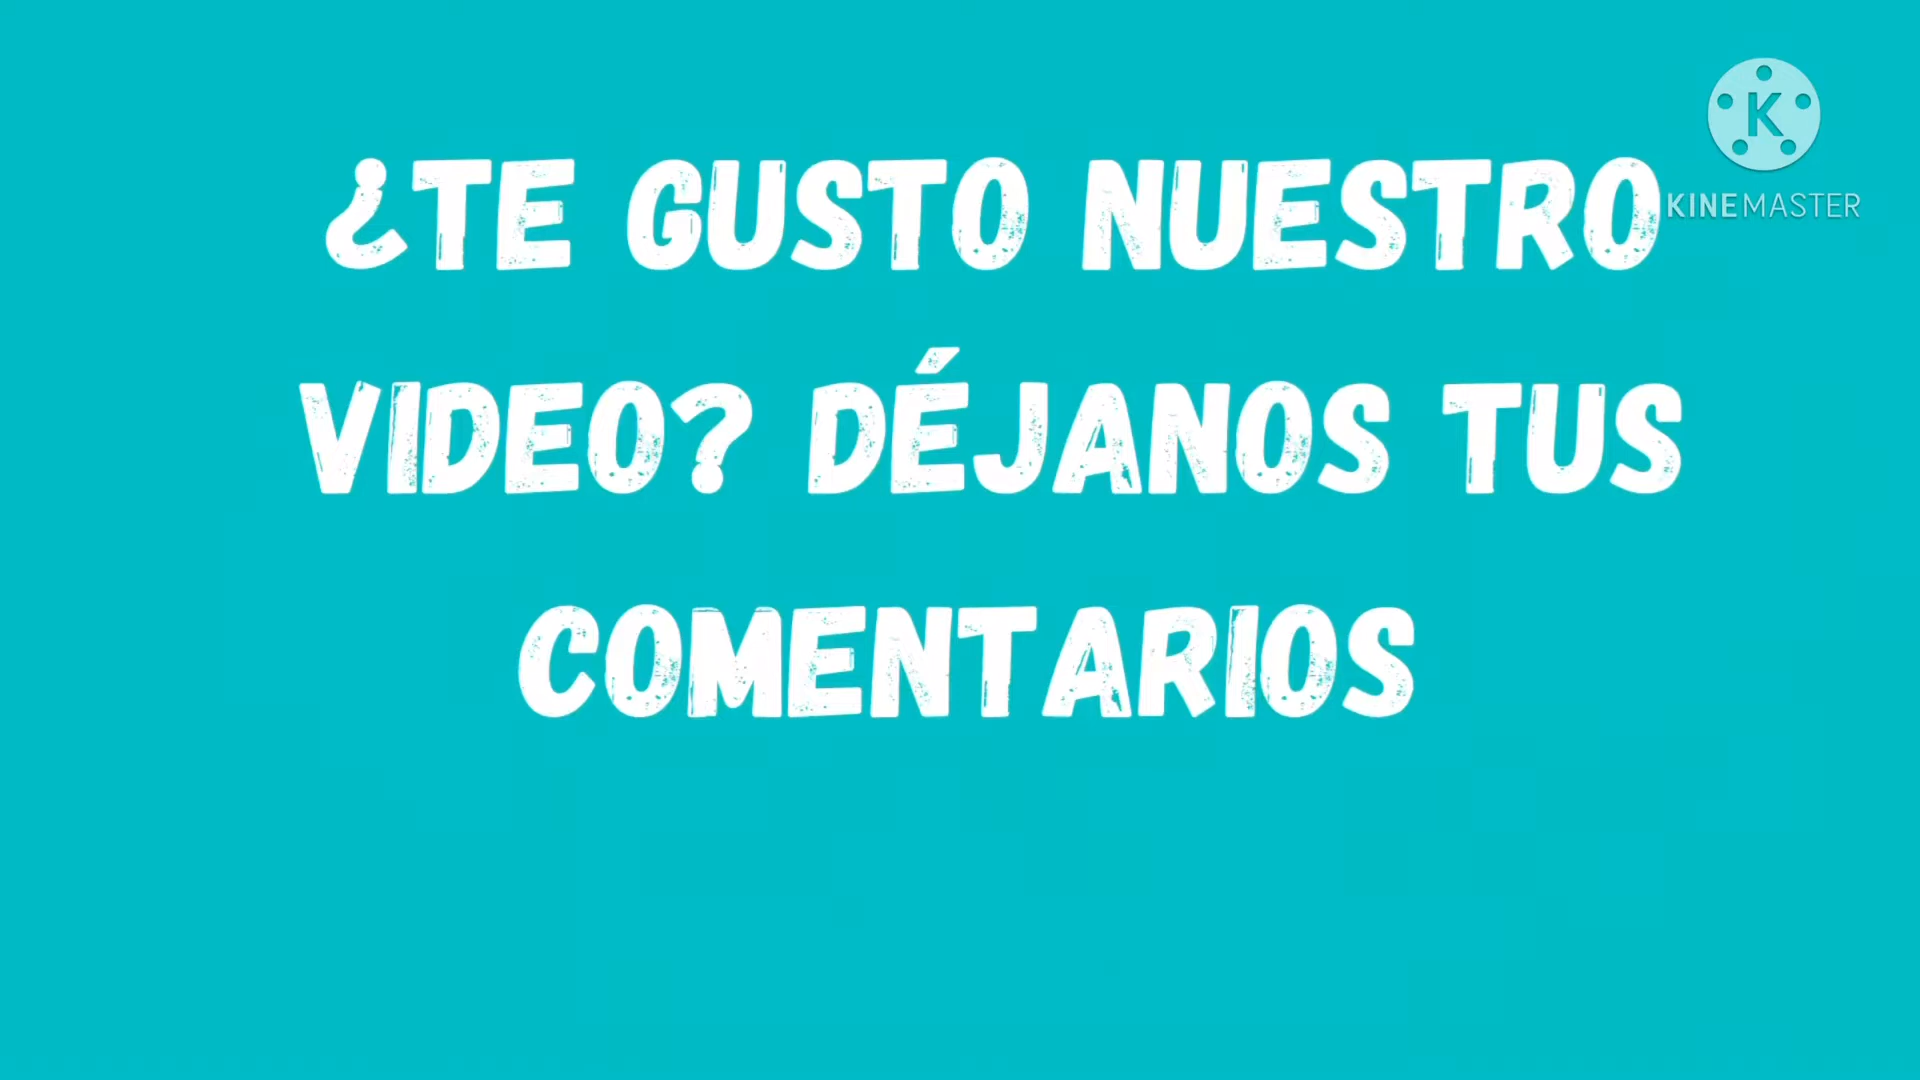 ¿TE GUSTO NUESTRO
VIDEO? DÉJANOS TUS
COMENTARIOS
K
KINEMASTER